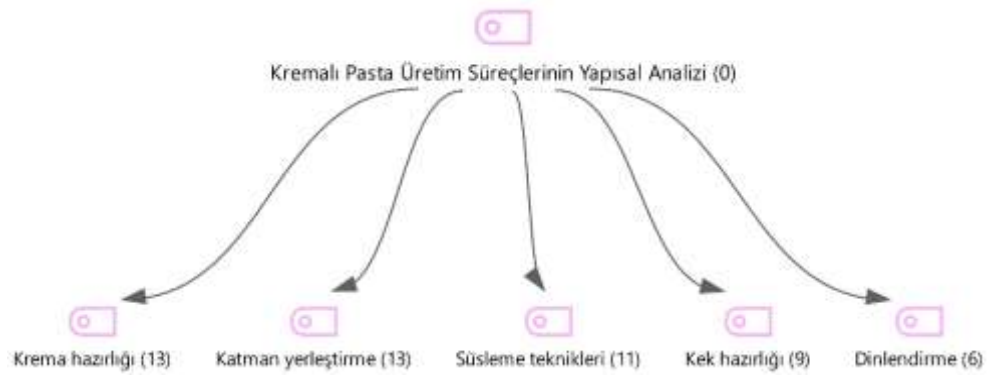 Kremalı Pasta Üretim Süreçlerinin Yapısal Analizi (0)
Krema hazırlığı (13)
Katman yerleştirme (13)
Süsleme teknikleri (11)
Kek hazırlığı (9)
Dinlendirme (6)